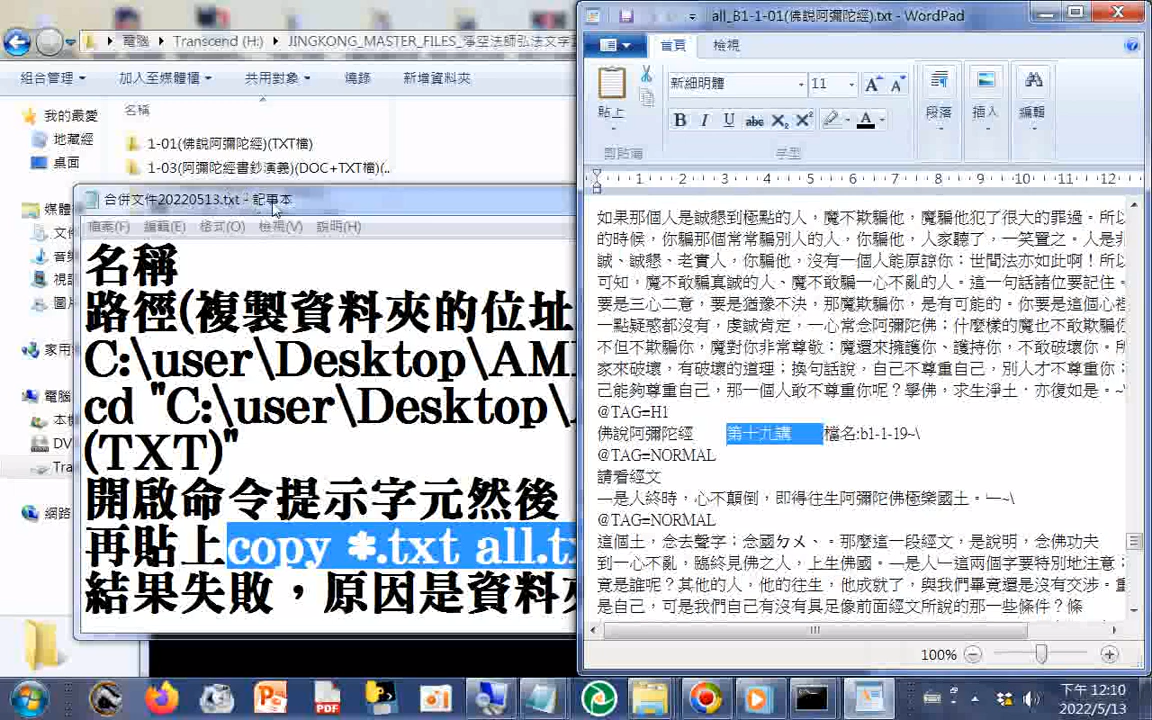 all_B1-1-01(佛說阿彌陀經).txt - WordPad
電腦 ▸ Transcend (H:) ▸ JINGKONG_MASTER_FILES_淨空法師弘法文字
組合管理 加入至媒體櫃 共用對象 燒錄 新增資料夾
我的最愛
地藏經
桌面
媒體
文件
音樂
視訊
圖片
家用
電腦
DV
Tra
網路
名稱
1-01(佛說阿彌陀經)(TXT檔)
1-03(阿彌陀經書鈔演義)(DOC+TXT檔)(..
合併文件20220513.txt - 記事本
檔案(F) 編輯(E) 格式(O) 檢視(V) 說明(H)
名稱
路徑(複製資料夾的位址
C:\user\Desktop\AM
cd "C:\user\Desktop\
(TXT)"
開啟命令提示字元然後
再貼上copy *.txt all.t
結果失敗，原因是資料
首頁 檢視
貼上
剪貼簿
新細明體 11
B I U abc X₂ X² A
字型
段落
插入
編輯
1 2 3 4 5 6 7 8 9 10 11 12
如果那個人是誠懇到極點的人，魔不欺騙他，魔騙他犯了很大的罪過。所以
的時候，你騙那個常常騙別人的人，你騙他，人家聽了，一笑置之。人是非
誠、誠懇、老實人，你騙他，沒有一個人能原諒你；世間法亦如此啊！所以
可知，魔不敢騙真誠的人、魔不敢騙一心不亂的人。這一句話諸位要記住。
要是三心二意，要是猶豫不決，那魔欺騙你，是有可能的。你要是這個心裡
一點疑惑都沒有，虔誠肯定，一心常念阿彌陀佛；什麼樣的魔也不敢欺騙你
不但不欺騙你，魔對你非常尊敬；魔還來擁護你、護持你，不敢破壞你。所
家來破壞，有破壞的道理；換句話說，自己不尊重自己，別人才不尊重你；
己能夠尊重自己，那一個人敢不尊重你呢？學佛，求生淨土，亦復如是。~\
@TAG=H1
佛說阿彌陀經 第十九講 檔名:b1-1-19~\
@TAG=NORMAL
請看經文
﹁是人終時，心不顛倒，即得往生阿彌陀佛極樂國土。﹂~\
@TAG=NORMAL
這個土，念去聲字；念國ㄉㄨˋ。那麼這一段經文，是說明，念佛功夫
到一心不亂，臨終見佛之人，上生佛國。﹁是人﹂這兩個字要特別地注意；
竟是誰呢？其他的人，他的往生，他成就了，與我們畢竟還是沒有交涉。重
是自己，可是我們自己有沒有具足像前面經文所說的那一些條件？條
100%
下午 12:10
2022/5/13